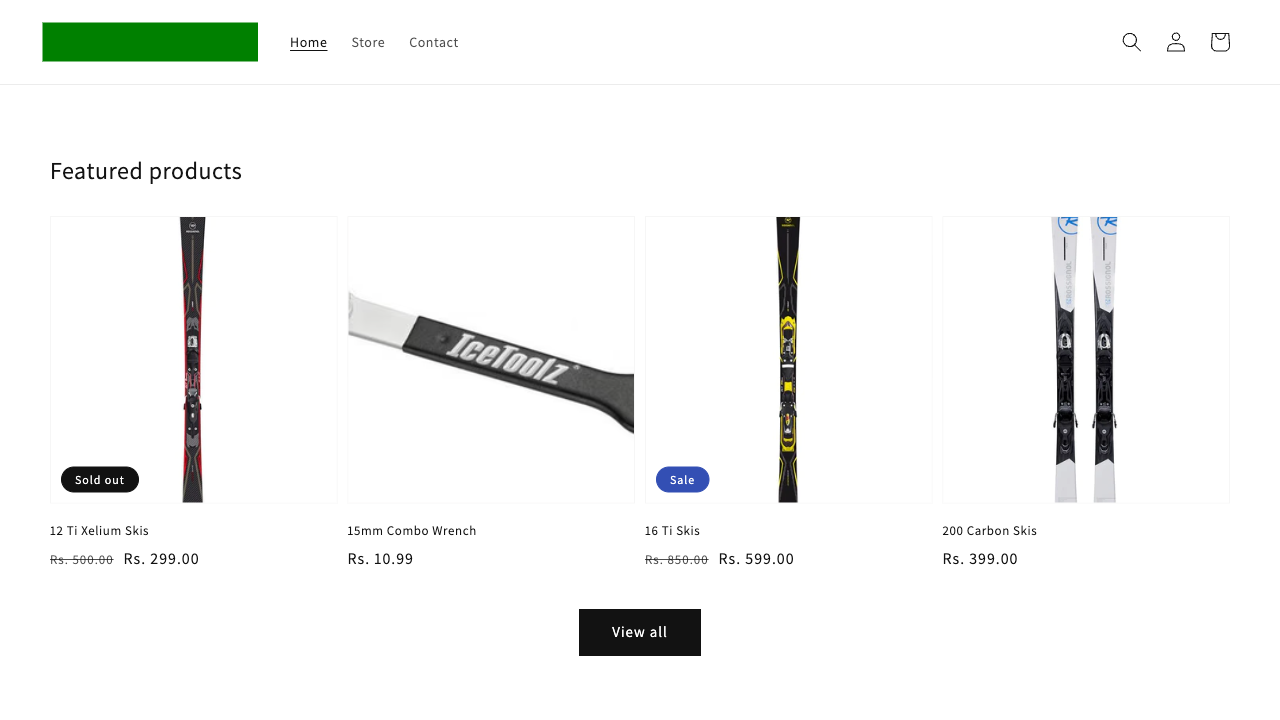 Home Store Contact
Featured products
IceToolz
Sold out
Sale
12 Ti Xelium Skis
15mm Combo Wrench
16 Ti Skis
200 Carbon Skis
Rs. 500.00 Rs. 299.00
Rs. 10.99
Rs. 850.00 Rs. 599.00
Rs. 399.00
View all